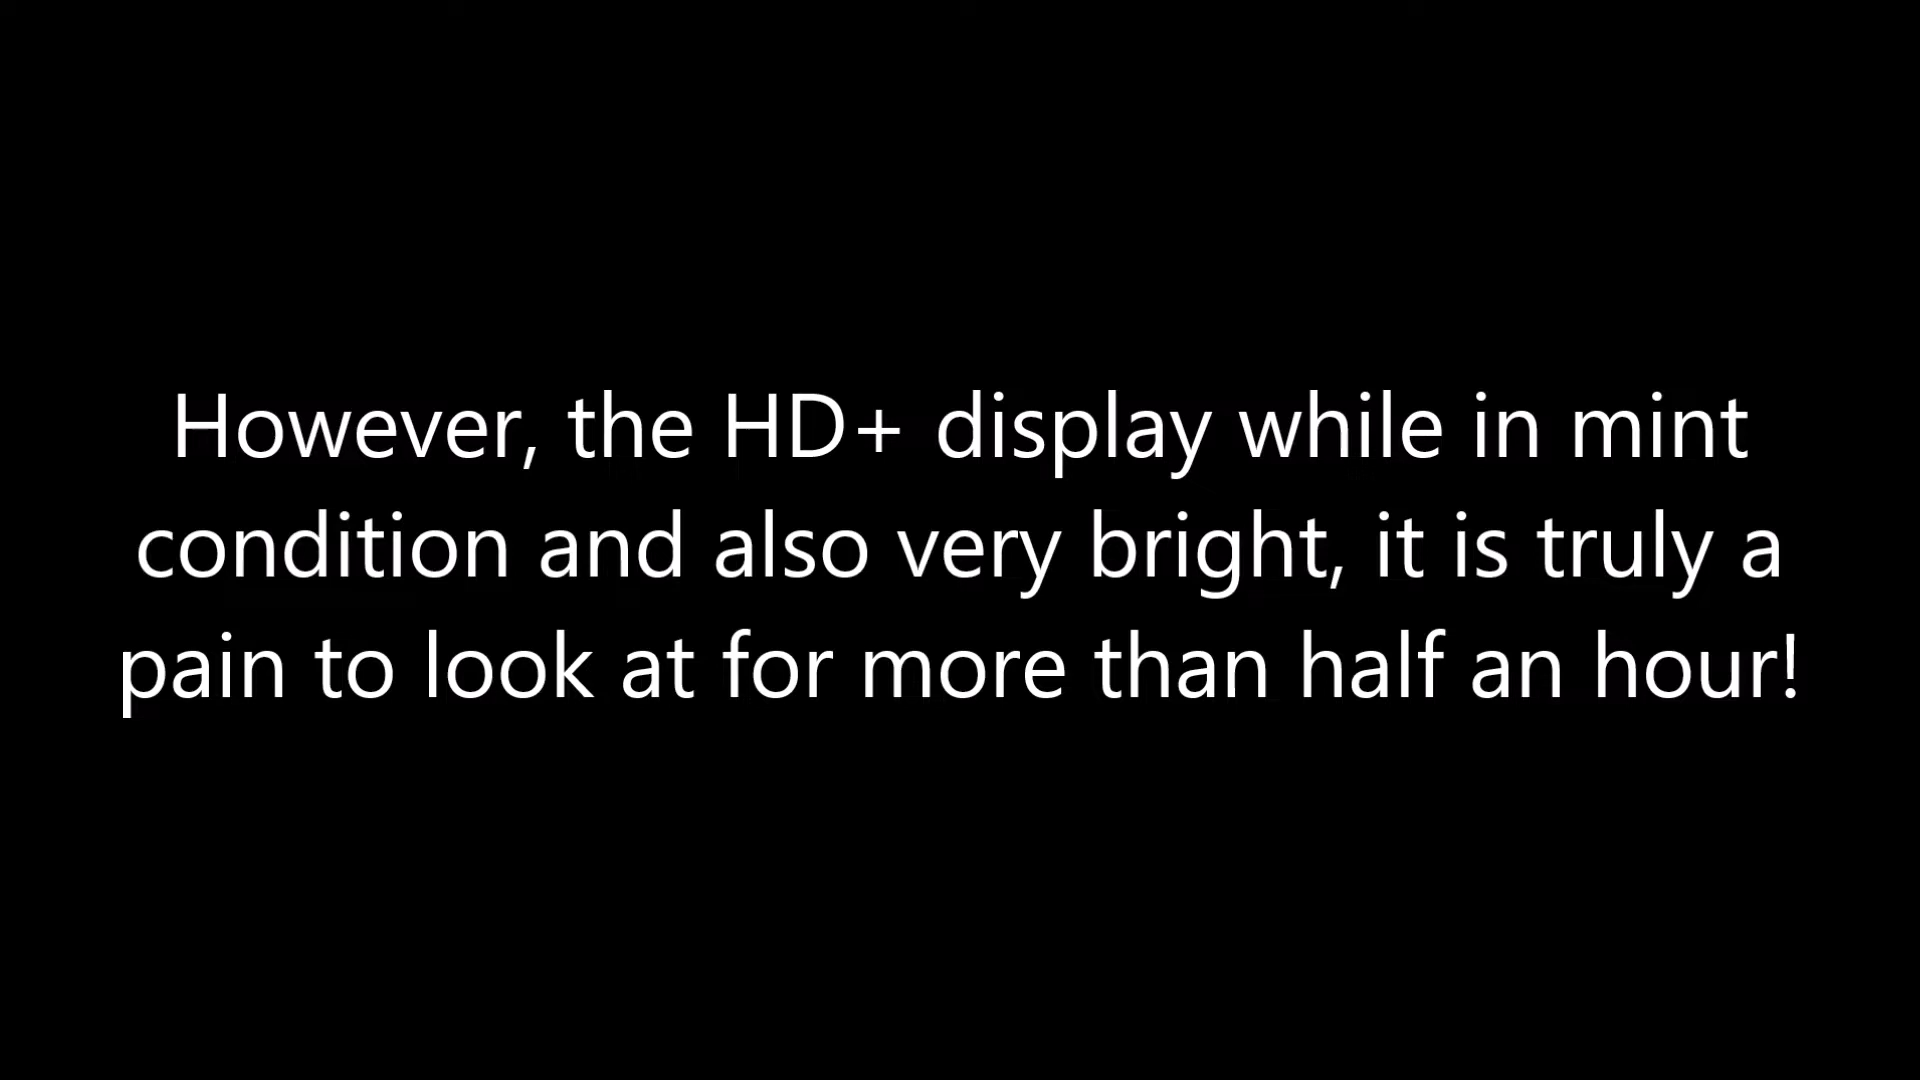 However, the HD+ display while in mint
condition and also very bright, it is truly a
pain to look at for more than half an hour!